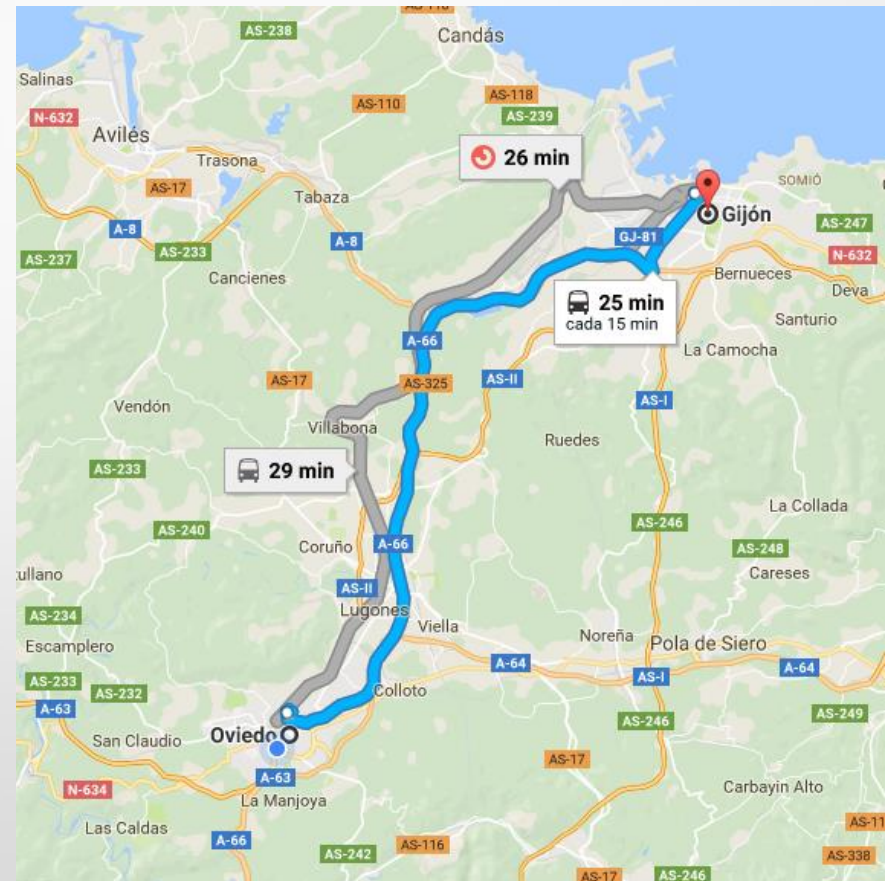 AS-118
AS-238
Candás
Salinas
AS-118
N-632
AS-110
AS-239
Avilés
26 min
Trasona
SOMIÓ
AS-17
Tabaza
Gijón
AS-247
A-8
GJ-81
AS-233
A-8
N-632
AS-237
Bernueces
Cancienes
Deva
25 min
cada 15 min
Santurio
A-66
La Camocha
AS-17
AS-325
AS-II
AS-I
Vendón
Villabona
Ruedes
AS-233
29 min
La Collada
AS-240
AS-246
Coruño
A-66
AS-248
tullano
Careses
AS-II
Lugones
AS-234
Viella
Noreña
Escamplero
Pola de Siero
AS-233
A-64
A-64
AS-232
Colloto
AS-I
A-63
AS-249
San Claudio
Oviedo
AS-246
AS-17
A-63
N-634
La Manjoya
Carbayin Alto
Las Caldas
AS-11
A-66
AS-116
AS-242
AS-338
AS-17
AS-246